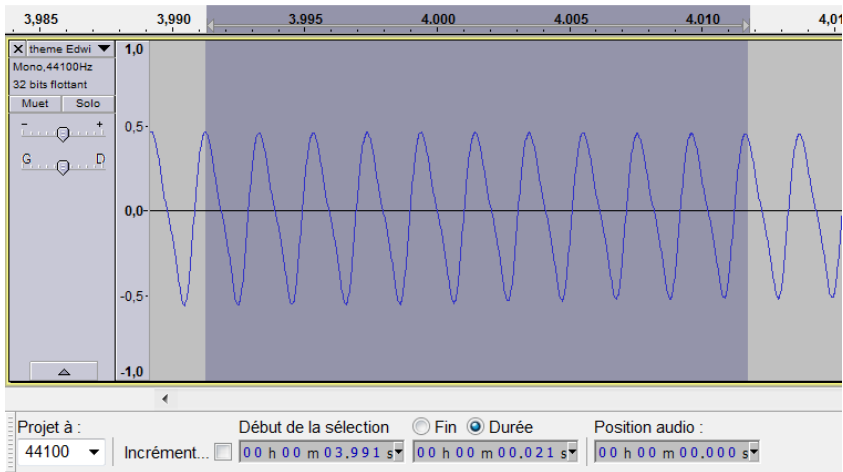 3,985 3,990 3.995 4.000 4.005 4.010 4,01
X theme Edwi ▼
Mono,44100Hz
32 bits flottant
Muet Solo
- +
G D
1,0
0,5-
0,0-
-0,5-
-1,0
Projet à : Début de la sélection Fin Durée Position audio :
44100 Incrément... 00 h 00 m 03.991 s 00 h 00 m 00.021 s 00 h 00 m 00.000 s